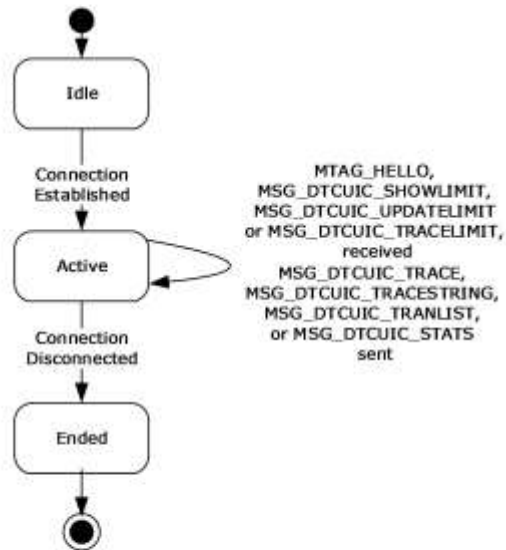 Idle
Connection
Established
MTAG_HELLO,
MSG_DTCUIC_SHOWLIMIT,
MSG_DTCUIC_UPDATELIMIT
or MSG_DTCUIC_TRACELIMIT,
received
MSG_DTCUIC_TRACE,
MSG_DTCUIC_TRACESTRING,
MSG_DTCUIC_TRANLIST,
or MSG_DTCUIC_STATS
sent
Active
Connection
Disconnected
Ended